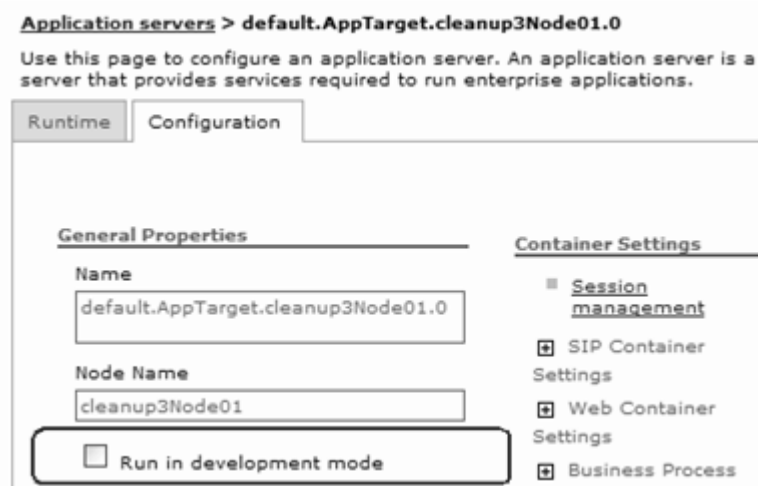 Application servers > default.AppTarget.cleanup3Node01.0
Use this page to configure an application server. An application server is a
server that provides services required to run enterprise applications.
Runtime
Configuration
General Properties
Name
default.AppTarget.cleanup3Node01.0
Node Name
cleanup3Node01
Run in development mode
Container Settings
Session
management
SIP Container
Settings
Web Container
Settings
Business Process